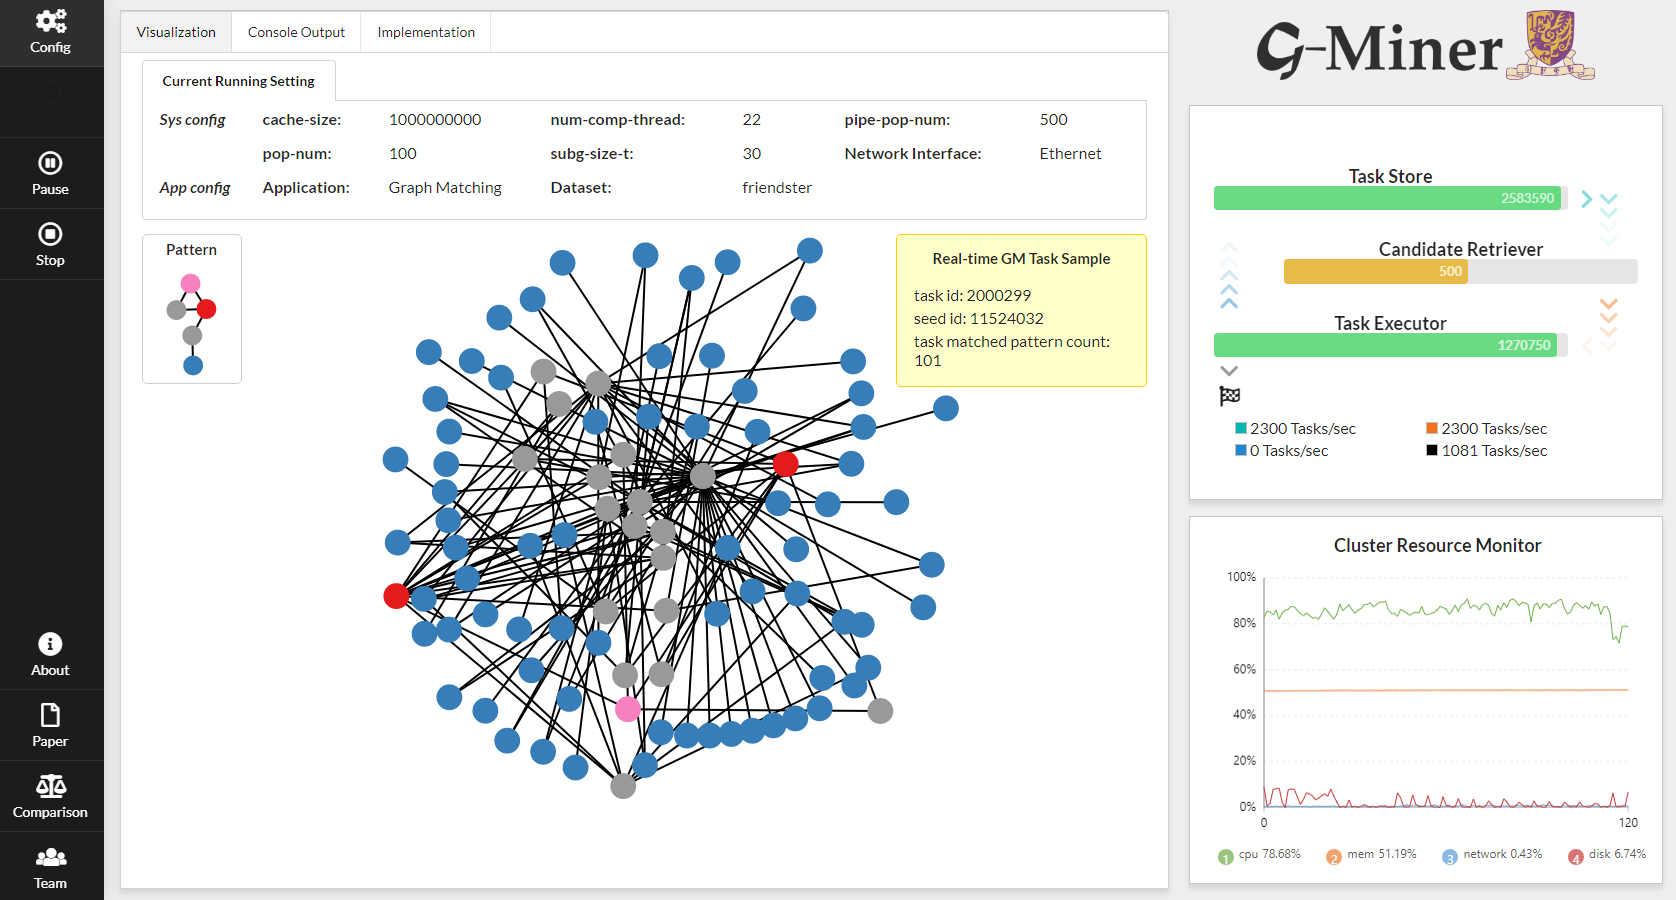 Config
Pause
Stop
About
Paper
Comparison
Team
Visualization Console Output Implementation
Current Running Setting
Sys config cache-size: 1000000000 num-comp-thread: 22 pipe-pop-num: 500
pop-num: 100 subg-size-t: 30 Network Interface: Ethernet
App config Application: Graph Matching Dataset: friendster
Pattern
Real-time GM Task Sample
task id: 2000299
seed id: 11524032
task matched pattern count:
101
G-Miner
Task Store
2583590
Candidate Retriever
500
Task Executor
1270750
2300 Tasks/sec 2300 Tasks/sec
0 Tasks/sec 1081 Tasks/sec
Cluster Resource Monitor
100%
80%
60%
40%
20%
0%
0 120
1 cpu 78.68% 2 mem 51.19% 3 network 0.43% 4 disk 6.74%